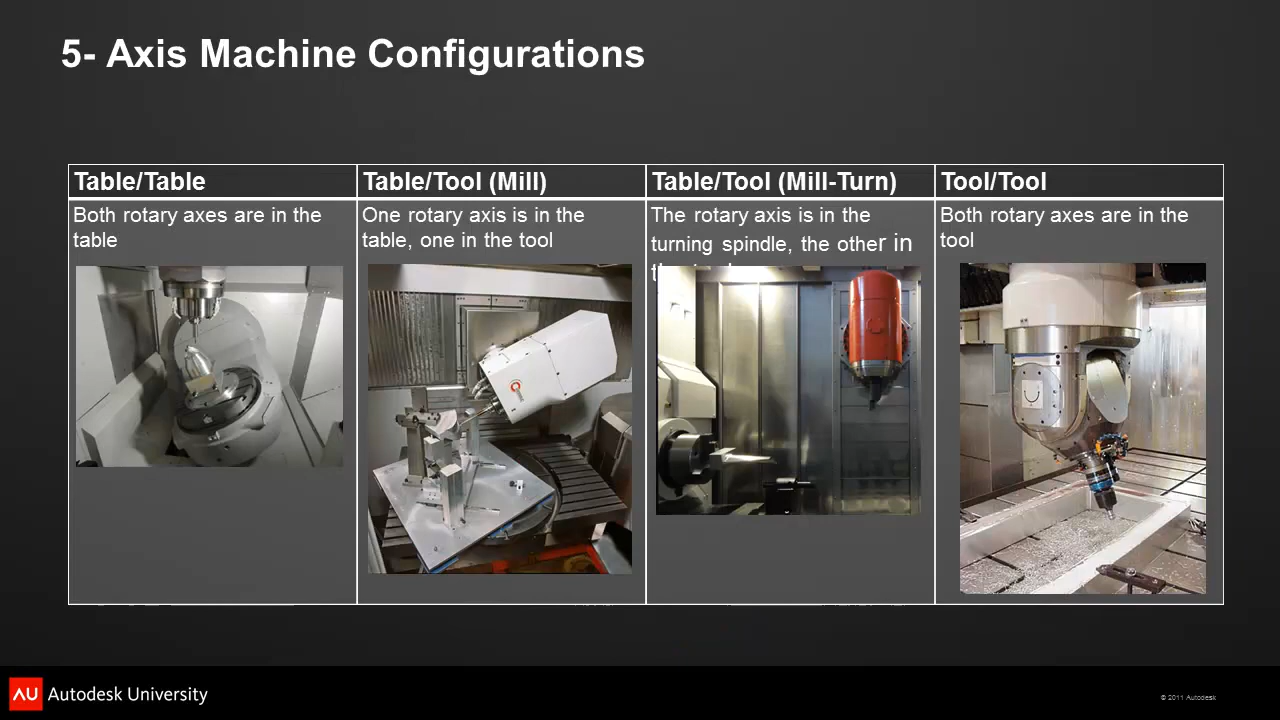 5- Axis Machine Configurations
Table/Table
Both rotary axes are in the
table
Table/Tool (Mill)
One rotary axis is in the
table, one in the tool
Table/Tool (Mill-Turn)
The rotary axis is in the
turning spindle, the other in
Tool/Tool
Both rotary axes are in the
tool
AU Autodesk University
© 2011 Autodesk